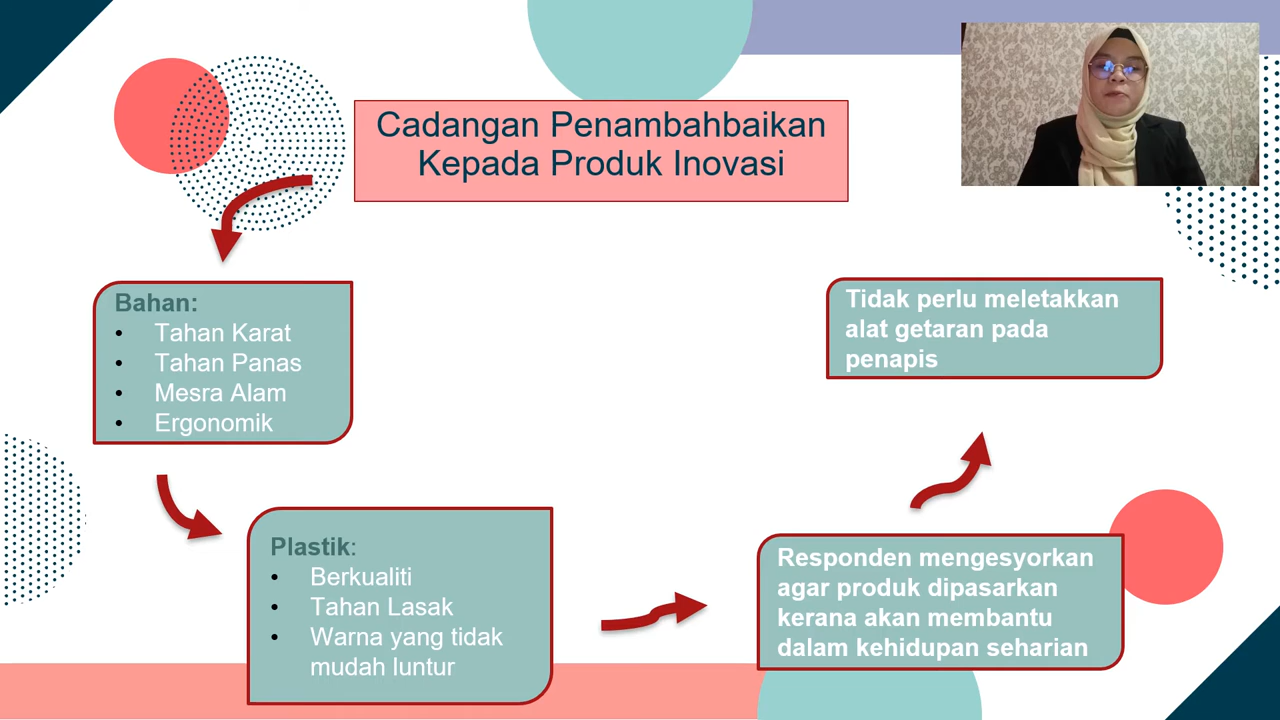 Cadangan Penambahbaikan
Kepada Produk Inovasi
Bahan:
• Tahan Karat
• Tahan Panas
• Mesra Alam
• Ergonomik
Plastik:
• Berkualiti
• Tahan Lasak
• Warna yang tidak
mudah luntur
Responden mengesyorkan
agar produk dipasarkan
kerana akan membantu
dalam kehidupan seharian
Tidak perlu meletakkan
alat getaran pada
penapis